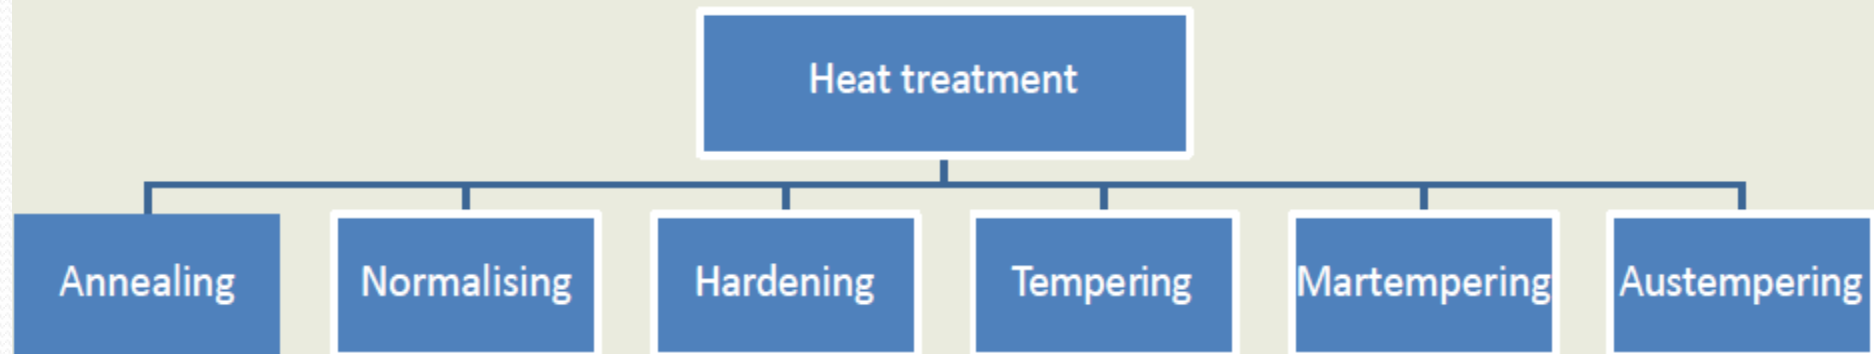 Heat treatment
Annealing
Normalising
Hardening
Tempering
Martempering
Austempering